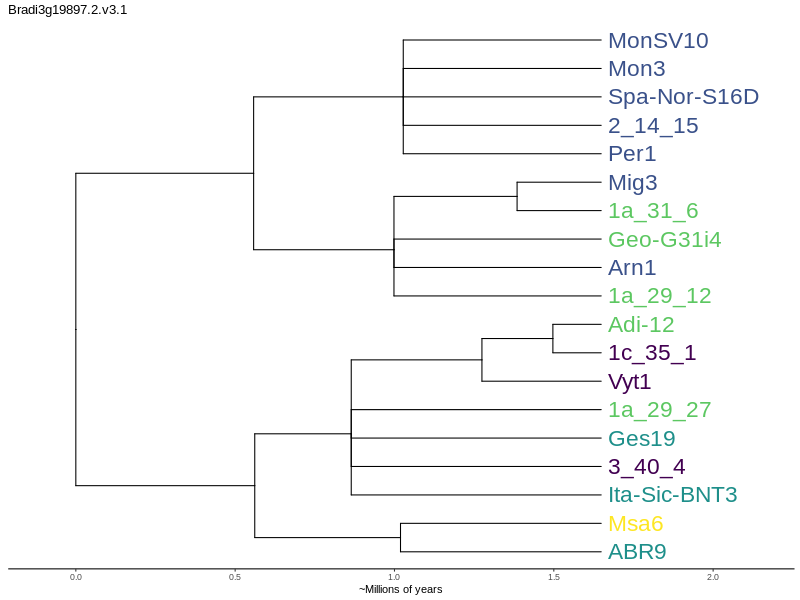 Bradi3g19897.2.v3.1
MonSV10
Mon3
Spa-Nor-S16D
2_14_15
Per1
Mig3
1a_31_6
Geo-G31i4
Arn1
1a_29_12
Adi-12
1c_35_1
Vyt1
1a_29_27
Ges19
3_40_4
Ita-Sic-BNT3
Msa6
ABR9
0.0 0.5 1.0 1.5 2.0
~Millions of years